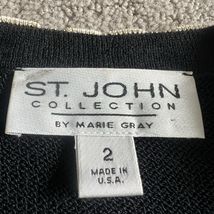 ST. JOHN
COLLECTION
BY MARIE GRAY
2
MADE IN
U.S.A.